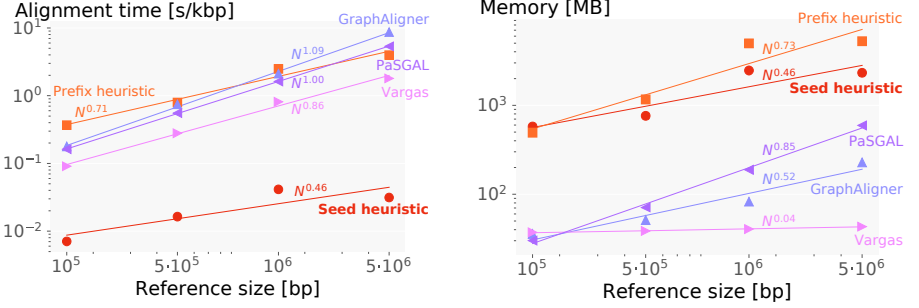 Alignment time [s/kbp]
10^1
10^0
10^−1
10^−2
GraphAligner
N^1.09
PaSGAL
N^1.00
Prefix heuristic
N^0.71
Vargas
N^0.86
N^0.46
Seed heuristic
10^5
5·10^5
10^6
5·10^6
Reference size [bp]
Memory [MB]
10^3
10^2
Prefix heuristic
N^0.73
N^0.46
Seed heuristic
N^0.85
PaSGAL
N^0.52
GraphAligner
N^0.04
Vargas
10^5
5·10^5
10^6
5·10^6
Reference size [bp]